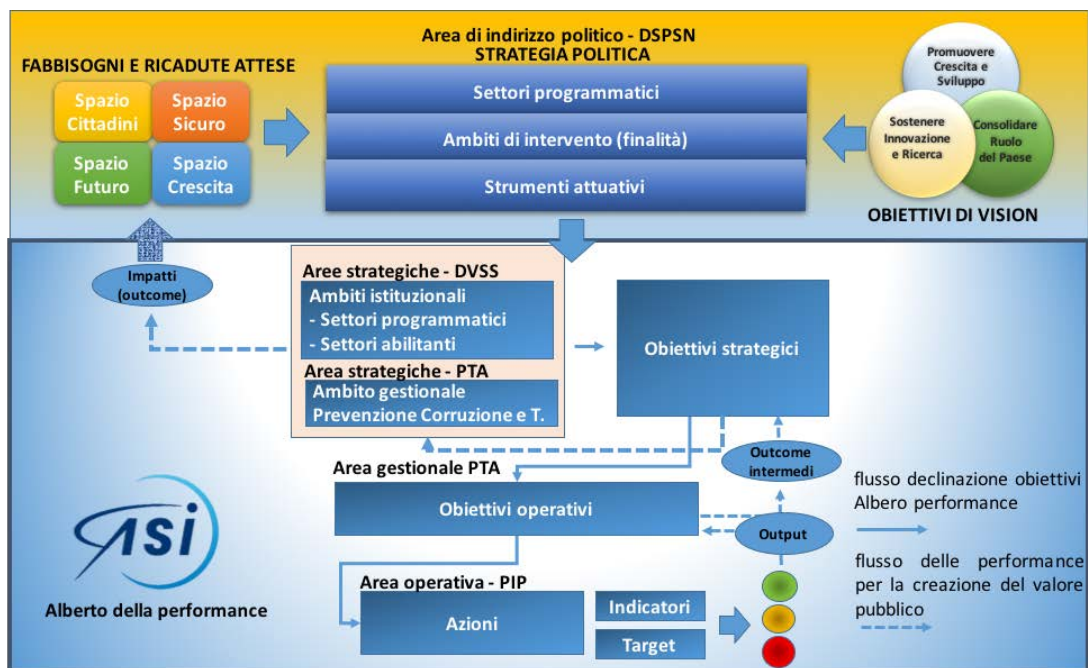 Area di indirizzo politico - DSPSN
STRATEGIA POLITICA
FABBISOGNI E RICADUTE ATTESE
Spazio
Cittadini
Spazio
Sicuro
Spazio
Futuro
Spazio
Crescita
Settori programmatici
Ambiti di intervento (finalità)
Strumenti attuativi
Promuovere
Crescita e
Sviluppo
Sostenere
Innovazione
e Ricerca
Consolidare
Ruolo
del Paese
OBIETTIVI DI VISION
Impatti
(outcome)
Aree strategiche - DVSS
Ambiti istituzionali
- Settori programmatici
- Settori abilitanti
Area strategiche - PTA
Ambito gestionale
Prevenzione Corruzione e T.
Obiettivi strategici
Outcome
intermedi
Area gestionale PTA
Obiettivi operativi
Output
Area operativa - PIP
Azioni
Indicatori
Target
flusso declinazione obiettivi
Albero performance
flusso delle performance
per la creazione del valore
pubblico
asi
Alberto della performance